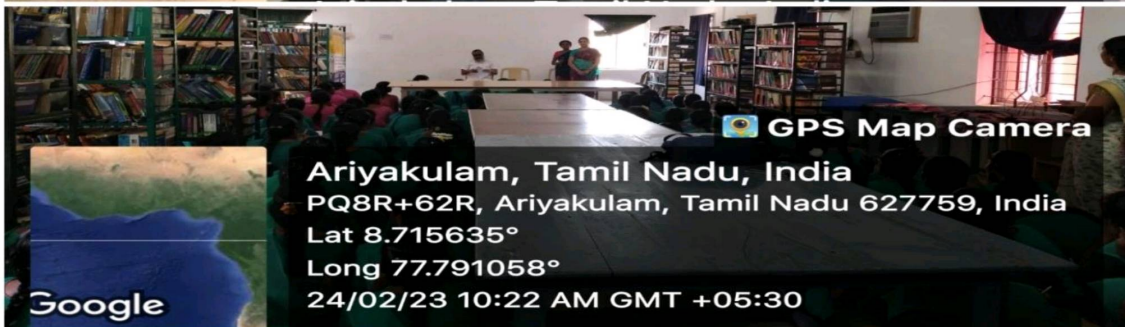 GPS Map Camera
Ariyakulam, Tamil Nadu, India
PQ8R+62R, Ariyakulam, Tamil Nadu 627759, India
Lat 8.715635°
Long 77.791058°
24/02/23 10:22 AM GMT +05:30
Google